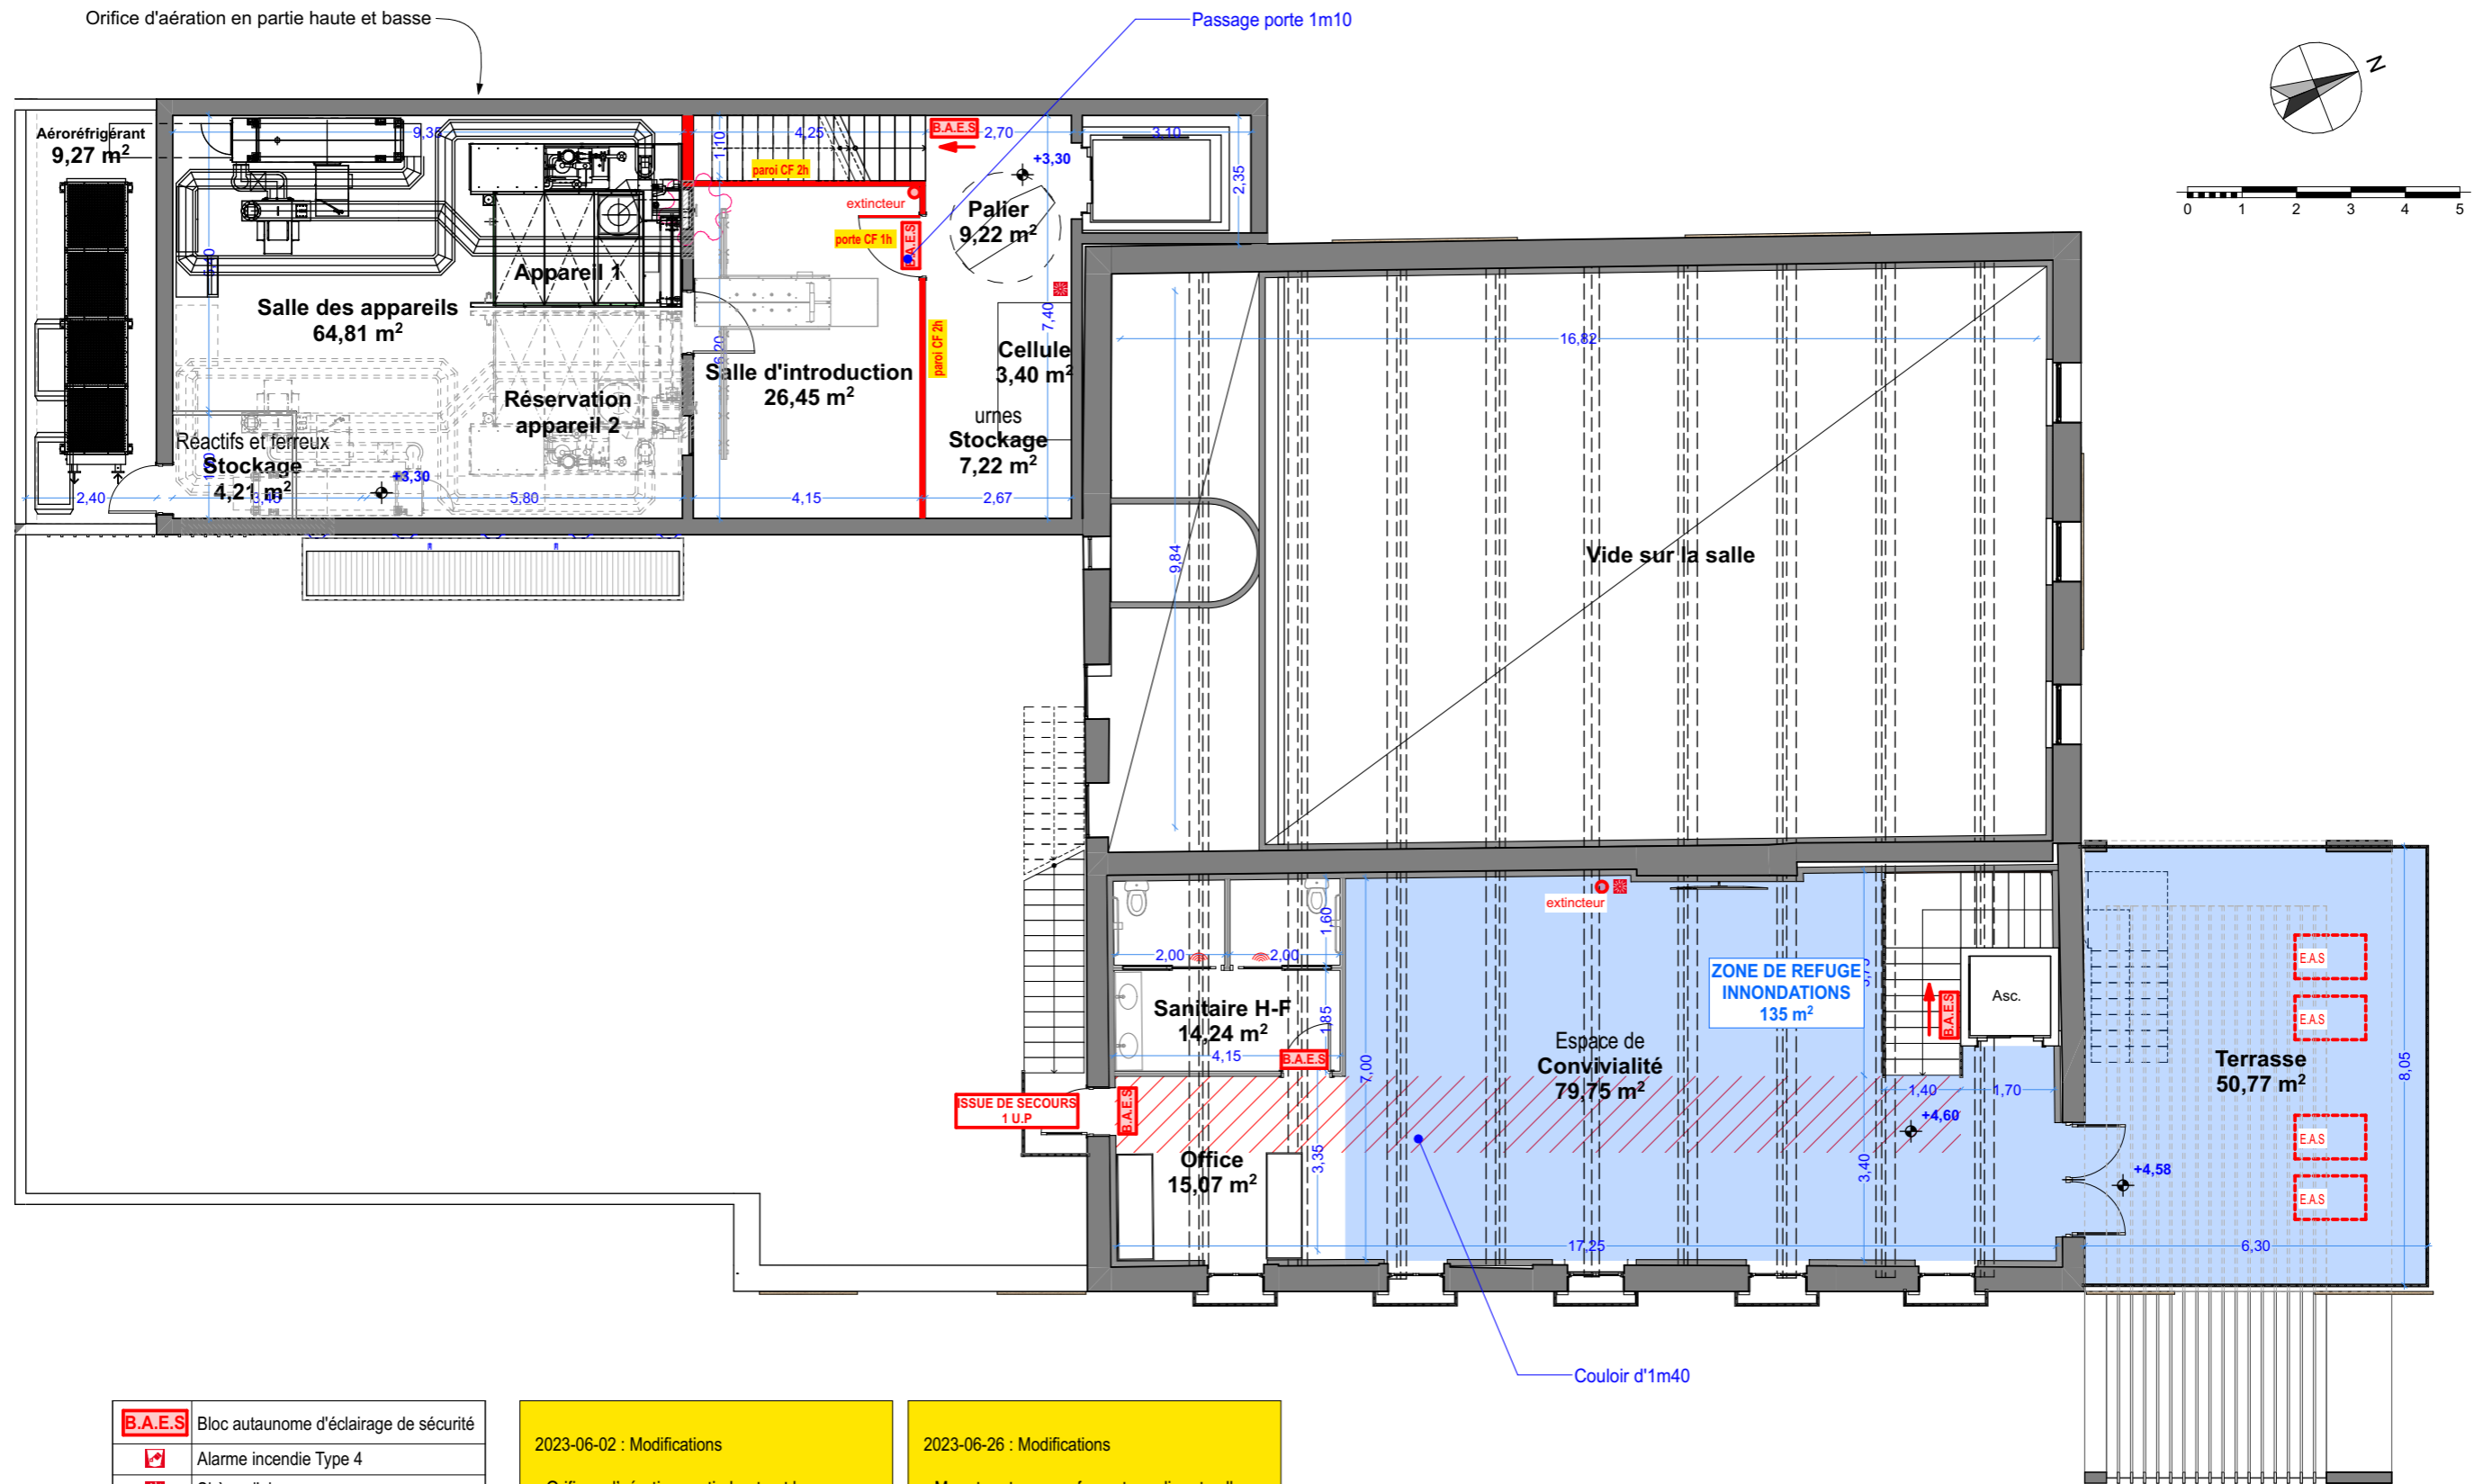 Orifice d'aération en partie haute et basse
Passage porte 1m10
N
0 1 2 3 4 5
Aéroréfrigérant
9,27 m²
9,35
4,25
B.A.E.S
2,70
3,10
1,10
paroi CF 2h
+3,30
2,35
extincteur
porte CF 1h
B.A.E.S
Palier
9,22 m²
Appareil 1
Salle des appareils
64,81 m²
7,40
6,20
paroi CF 2h
Cellule
3,40 m²
16,82
Salle d'introduction
26,45 m²
Réservation
appareil 2
urnes
Stockage
7,22 m²
Réactifs et ferreux
Stockage
4,21 m²
+3,30
2,40
3,40
5,80
4,15
2,67
9,84
Vide sur la salle
extincteur
1,60
2,00
2,00
ZONE DE REFUGE
INNONDATIONS
135 m²
Asc.
B.A.E.S
E.A.S
E.A.S
E.A.S
E.A.S
Sanitaire H-F
14,24 m²
1,85
4,15
B.A.E.S
7,00
Espace de
Convivialité
79,75 m²
1,40
1,70
+4,60
Terrasse
50,77 m²
8,05
ISSUE DE SECOURS
1 U.P
B.A.E.S
Office
15,07 m²
3,35
3,40
+4,58
17,25
6,30
Couloir d'1m40
B.A.E.S Bloc autaunome d'éclairage de sécurité
Alarme incendie Type 4
2023-06-02 : Modifications
2023-06-26 : Modifications